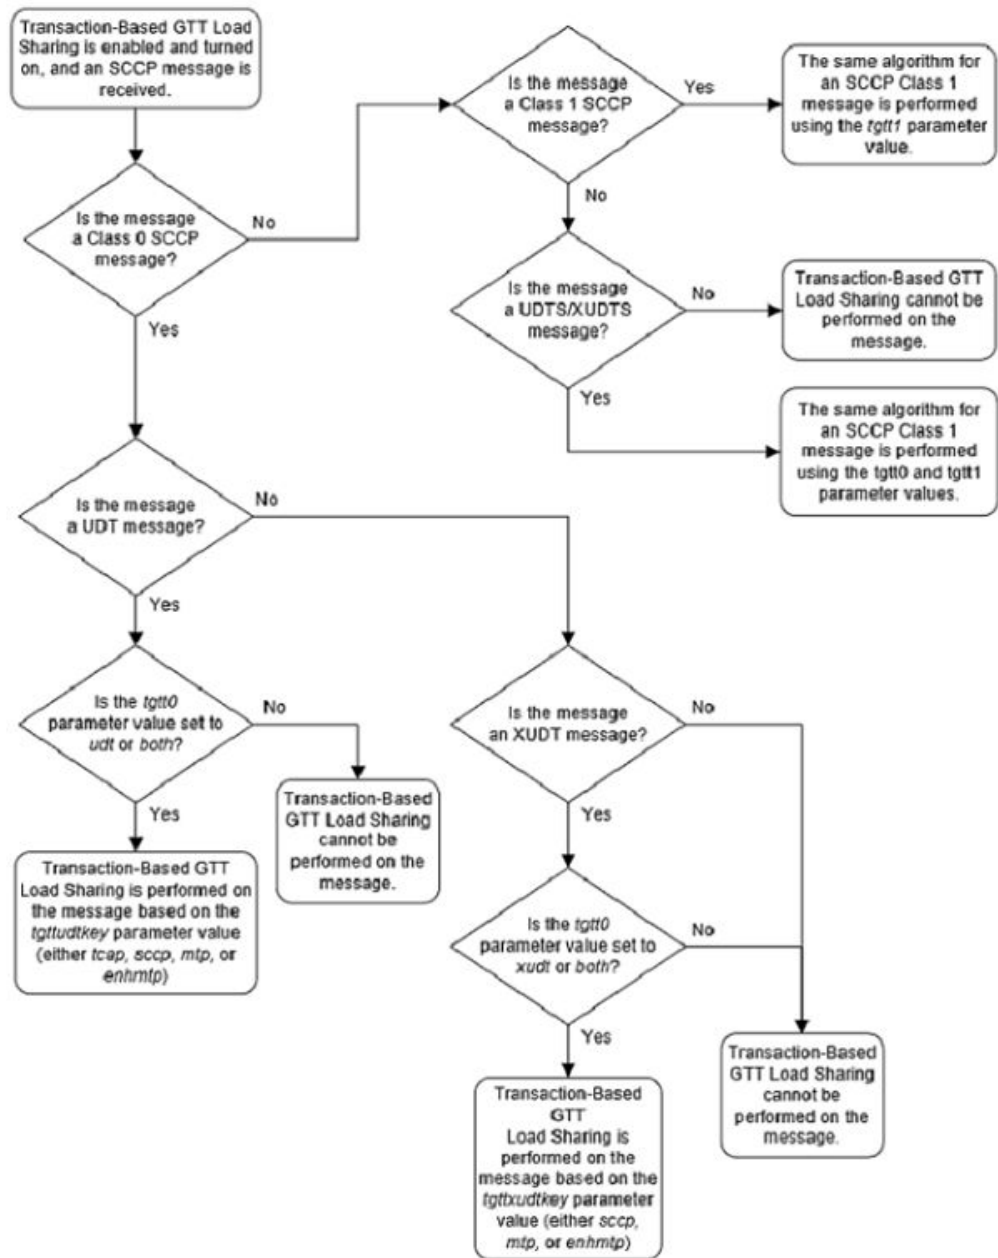 Transaction-Based GTT Load
Sharing is enabled and turned
on, and an SCCP message is
received.
Is the message
a Class 0 SCCP
message?
No
Yes
Is the message
a Class 1 SCCP
message?
Yes
No
The same algorithm for
an SCCP Class 1
message is performed
using the tgtt1 parameter
value.
Is the message
a UDTS/XUDTS
message?
No
Yes
Transaction-Based GTT
Load Sharing cannot be
performed on the
message.
The same algorithm for
an SCCP Class 1
message is performed
using the tgtt0 and tgtt1
parameter values.
Is the message
a UDT message?
No
Yes
Is the tgtt0
parameter value set to
udt or both?
No
Yes
Transaction-Based
GTT Load Sharing
cannot be
performed on the
message.
Transaction-Based GTT
Load Sharing is performed on
the message based on the
tgttudtkey parameter value
(either tcap, sccp, mtp, or
enhmtp)
Is the message
an XUDT message?
No
Yes
Is the tgtt0
parameter value set to
xudt or both?
No
Yes
Transaction-Based
GTT Load Sharing
cannot be
performed on the
message.
Transaction-Based
GTT
Load Sharing is
performed on the
message based on the
tgttxudtkey parameter
value (either sccp,
mtp, or enhmtp)